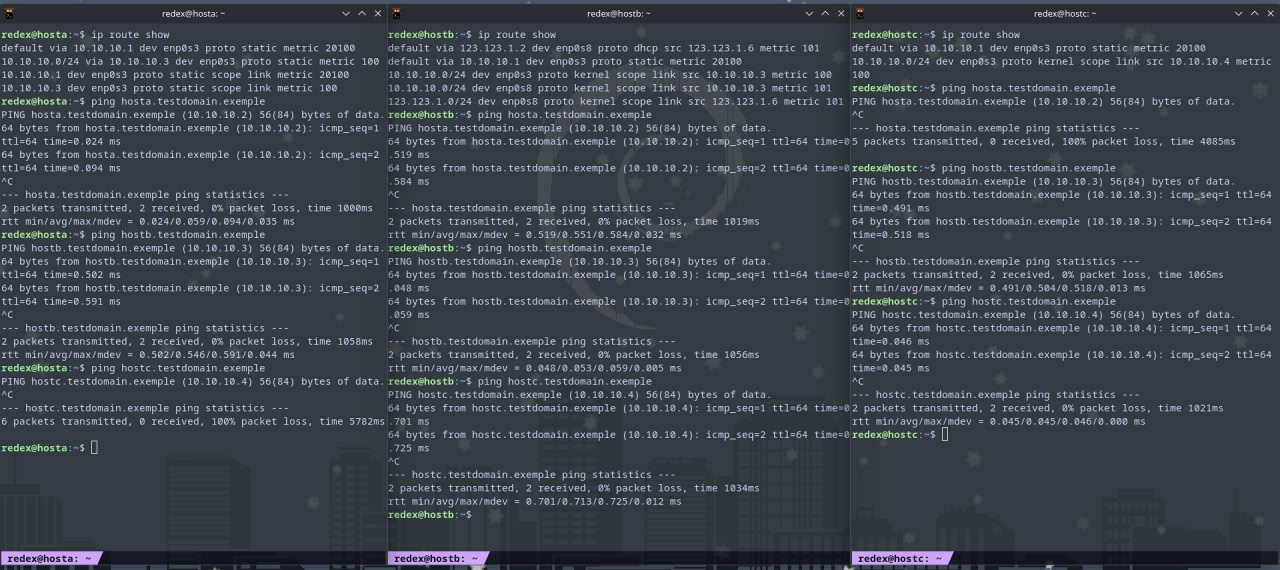 redex@hosta: ~
redex@hosta:~$ ip route show
default via 10.10.10.1 dev enp0s3 proto static metric 20100
10.10.10.0/24 via 10.10.10.3 dev enp0s3 proto static metric 100
10.10.10.1 dev enp0s3 proto static scope link metric 20100
10.10.10.3 dev enp0s3 proto static scope link metric 100
redex@hosta:~$ ping hosta.testdomain.exemple
PING hosta.testdomain.exemple (10.10.10.2) 56(84) bytes of data.
64 bytes from hosta.testdomain.exemple (10.10.10.2): icmp_seq=1
ttl=64 time=0.024 ms
64 bytes from hosta.testdomain.exemple (10.10.10.2): icmp_seq=2
ttl=64 time=0.094 ms
^C
--- hosta.testdomain.exemple ping statistics ---
2 packets transmitted, 2 received, 0% packet loss, time 1000ms
rtt min/avg/max/mdev = 0.024/0.059/0.094/0.035 ms
redex@hosta:~$ ping hostb.testdomain.exemple
PING hostb.testdomain.exemple (10.10.10.3) 56(84) bytes of data.
64 bytes from hostb.testdomain.exemple (10.10.10.3): icmp_seq=1
ttl=64 time=0.502 ms
64 bytes from hostb.testdomain.exemple (10.10.10.3): icmp_seq=2
ttl=64 time=0.591 ms
^C
--- hostb.testdomain.exemple ping statistics ---
2 packets transmitted, 2 received, 0% packet loss, time 1058ms
rtt min/avg/max/mdev = 0.502/0.546/0.591/0.044 ms
redex@hosta:~$ ping hostc.testdomain.exemple
PING hostc.testdomain.exemple (10.10.10.4) 56(84) bytes of data.
^C
--- hostc.testdomain.exemple ping statistics ---
6 packets transmitted, 0 received, 100% packet loss, time 5782ms
redex@hosta:~$
redex@hosta: ~
redex@hostb: ~
redex@hostb:~$ ip route show
default via 123.123.1.2 dev enp0s8 proto dhcp src 123.123.1.6 metric 101
default via 10.10.10.1 dev enp0s3 proto static metric 20100
10.10.10.0/24 dev enp0s3 proto kernel scope link src 10.10.10.3 metric 100
10.10.10.0/24 dev enp0s8 proto kernel scope link src 10.10.10.3 metric 101
123.123.1.0/24 dev enp0s8 proto kernel scope link src 123.123.1.6 metric 101
redex@hostb:~$ ping hosta.testdomain.exemple
PING hosta.testdomain.exemple (10.10.10.2) 56(84) bytes of data.
64 bytes from hosta.testdomain.exemple (10.10.10.2): icmp_seq=1 ttl=64 time=0
.519 ms
64 bytes from hosta.testdomain.exemple (10.10.10.2): icmp_seq=2 ttl=64 time=0
.584 ms
^C
--- hosta.testdomain.exemple ping statistics ---
2 packets transmitted, 2 received, 0% packet loss, time 1019ms
rtt min/avg/max/mdev = 0.519/0.551/0.584/0.032 ms
redex@hostb:~$ ping hostb.testdomain.exemple
PING hostb.testdomain.exemple (10.10.10.3) 56(84) bytes of data.
64 bytes from hostb.testdomain.exemple (10.10.10.3): icmp_seq=1 ttl=64 time=0
.048 ms
64 bytes from hostb.testdomain.exemple (10.10.10.3): icmp_seq=2 ttl=64 time=0
.059 ms
^C
--- hostb.testdomain.exemple ping statistics ---
2 packets transmitted, 2 received, 0% packet loss, time 1056ms
rtt min/avg/max/mdev = 0.048/0.053/0.059/0.005 ms
redex@hostb:~$ ping hostc.testdomain.exemple
PING hostc.testdomain.exemple (10.10.10.4) 56(84) bytes of data.
64 bytes from hostc.testdomain.exemple (10.10.10.4): icmp_seq=1 ttl=64 time=0
.701 ms
64 bytes from hostc.testdomain.exemple (10.10.10.4): icmp_seq=2 ttl=64 time=0
.725 ms
^C
--- hostc.testdomain.exemple ping statistics ---
2 packets transmitted, 2 received, 0% packet loss, time 1034ms
rtt min/avg/max/mdev = 0.701/0.713/0.725/0.012 ms
redex@hostb:~$
redex@hostb: ~
redex@hostc: ~
redex@hostc:~$ ip route show
default via 10.10.10.1 dev enp0s3 proto static metric 20100
10.10.10.0/24 dev enp0s3 proto kernel scope link src 10.10.10.4 metric
100
redex@hostc:~$ ping hosta.testdomain.exemple
PING hosta.testdomain.exemple (10.10.10.2) 56(84) bytes of data.
^C
--- hosta.testdomain.exemple ping statistics ---
5 packets transmitted, 0 received, 100% packet loss, time 4085ms
redex@hostc:~$ ping hostb.testdomain.exemple
PING hostb.testdomain.exemple (10.10.10.3) 56(84) bytes of data.
64 bytes from hostb.testdomain.exemple (10.10.10.3): icmp_seq=1 ttl=64
time=0.491 ms
64 bytes from hostb.testdomain.exemple (10.10.10.3): icmp_seq=2 ttl=64
time=0.518 ms
^C
--- hostb.testdomain.exemple ping statistics ---
2 packets transmitted, 2 received, 0% packet loss, time 1065ms
rtt min/avg/max/mdev = 0.491/0.504/0.518/0.013 ms
redex@hostc:~$ ping hostc.testdomain.exemple
PING hostc.testdomain.exemple (10.10.10.4) 56(84) bytes of data.
64 bytes from hostc.testdomain.exemple (10.10.10.4): icmp_seq=1 ttl=64
time=0.046 ms
64 bytes from hostc.testdomain.exemple (10.10.10.4): icmp_seq=2 ttl=64
time=0.045 ms
^C
--- hostc.testdomain.exemple ping statistics ---
2 packets transmitted, 2 received, 0% packet loss, time 1021ms
rtt min/avg/max/mdev = 0.045/0.045/0.046/0.000 ms
redex@hostc:~$
redex@hostc: ~